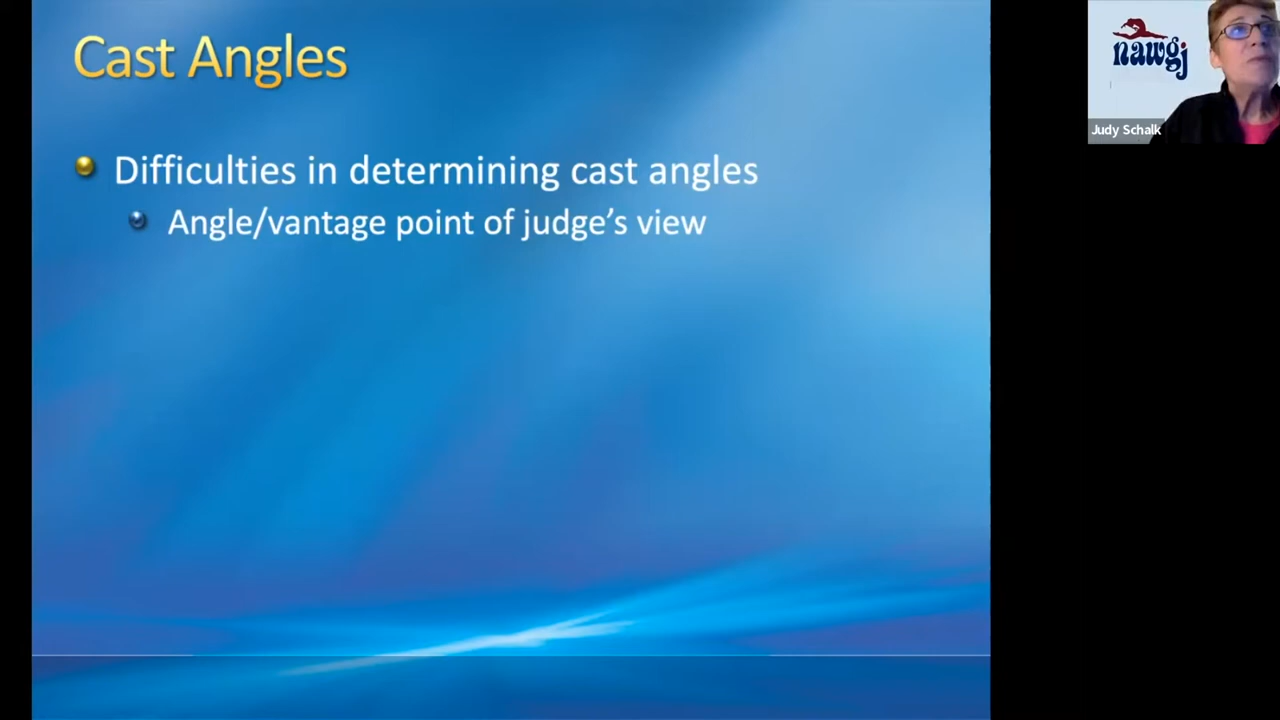 Cast Angles
Difficulties in determining cast angles
Angle/vantage point of judge's view
nawgj
Judy Schalk